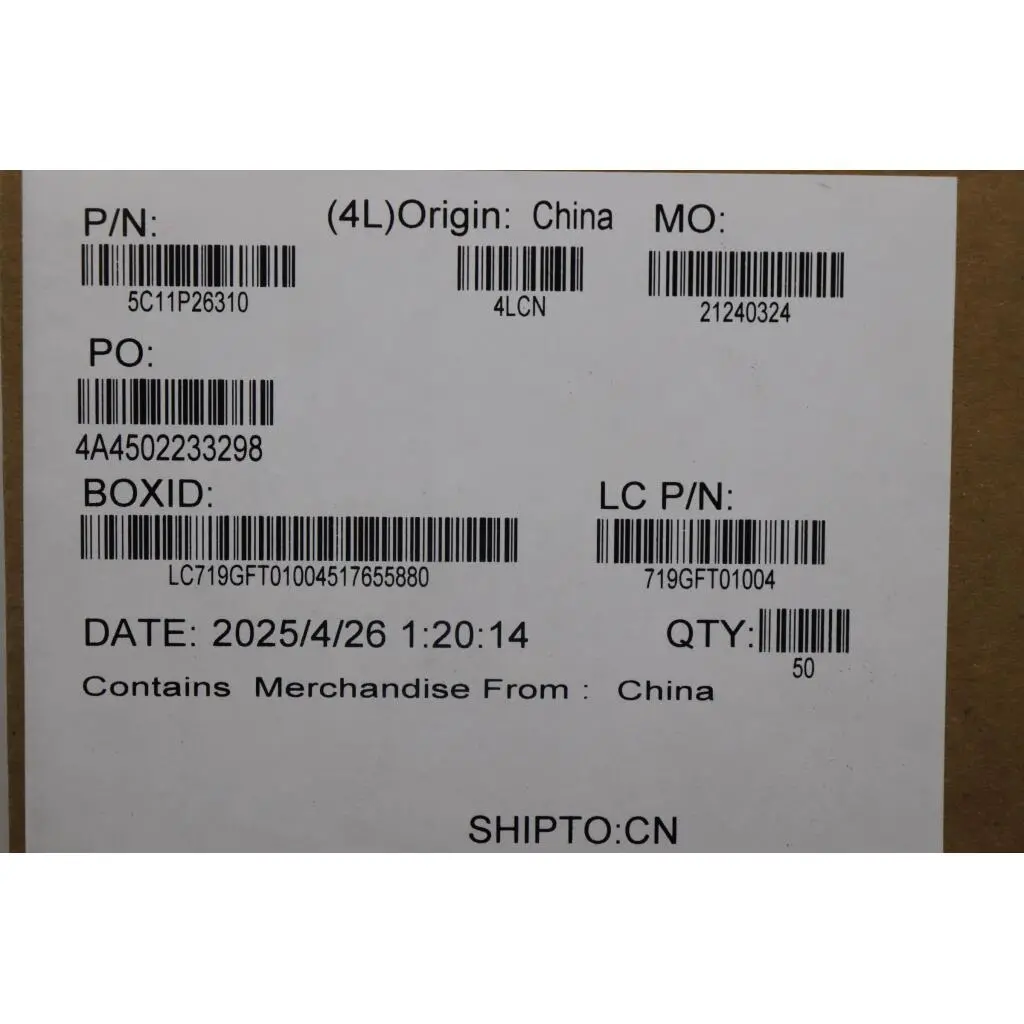 P/N: (4L)Origin: China MO:
5C11P26310 4LCN 21240324
PO:
4A4502233298
BOXID: LC P/N:
LC719GFT01004517655880 719GFT01004
DATE: 2025/4/26 1:20:14 QTY:
50
Contains Merchandise From : China
SHIPTO:CN